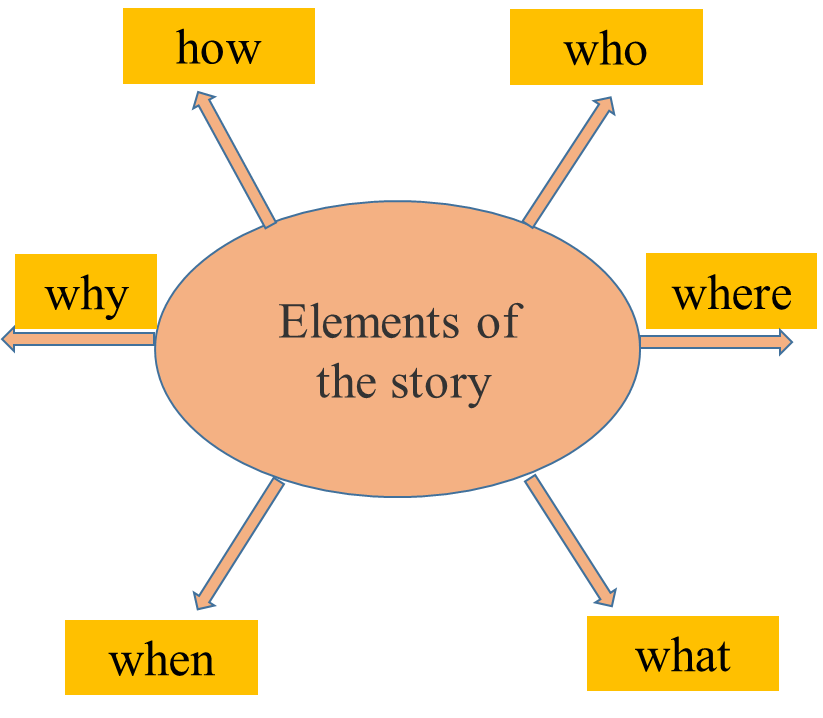 how
who
why
where
Elements of
the story
when
what